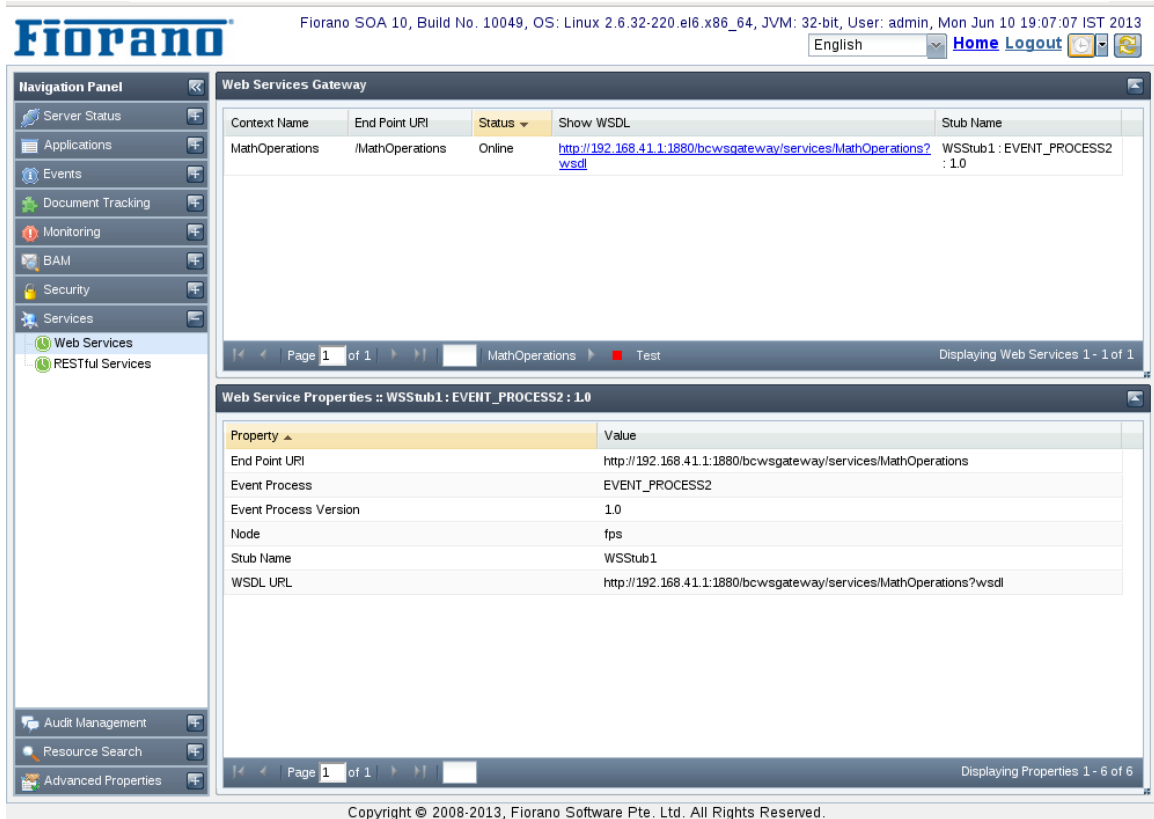 Fiorano
Fiorano SOA 10, Build No. 10049, OS: Linux 2.6.32-220.el6.x86_64, JVM: 32-bit, User: admin, Mon Jun 10 19:07:07 IST 2013
English Home Logout
Navigation Panel
Server Status
Applications
Events
Document Tracking
Monitoring
BAM
Security
Services
Web Services
RESTful Services
Audit Management
Resource Search
Advanced Properties
Web Services Gateway
Context Name End Point URI Status Show WSDL Stub Name
MathOperations /MathOperations Online http://192.168.41.1:1880/bcwsgateway/services/MathOperations? WSStub1 : EVENT_PROCESS2
wsdl : 1.0
Page 1 of 1 MathOperations Test Displaying Web Services 1 - 1 of 1
Web Service Properties :: WSStub1 : EVENT_PROCESS2 : 1.0
Property Value
End Point URI http://192.168.41.1:1880/bcwsgateway/services/MathOperations
Event Process EVENT_PROCESS2
Event Process Version 1.0
Node fps
Stub Name WSStub1
WSDL URL http://192.168.41.1:1880/bcwsgateway/services/MathOperations?wsdl
Page 1 of 1 Displaying Properties 1 - 6 of 6
Copyright © 2008-2013, Fiorano Software Pte. Ltd. All Rights Reserved.